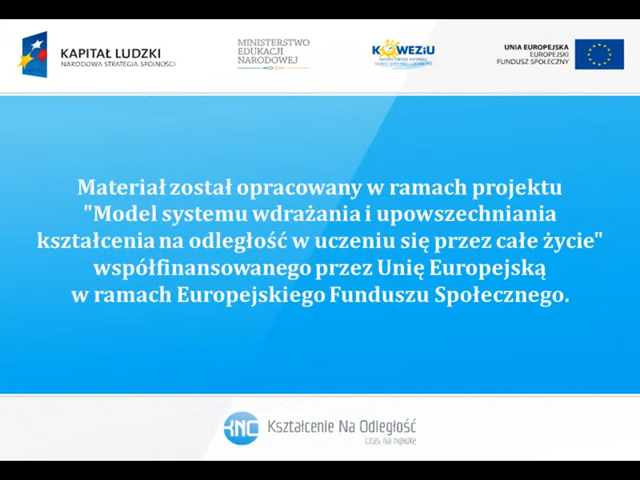 KAPITAŁ LUDZKI
NARODOWA STRATEGIA SPÓJNOŚCI
MINISTERSTWO
EDUKACJI
NARODOWEJ
KOWEZiU
UNIA EUROPEJSKA
EUROPEJSKI
FUNDUSZ SPOŁECZNY
Materiał został opracowany w ramach projektu
"Model systemu wdrażania i upowszechniania
kształcenia na odległość w uczeniu się przez całe życie"
współfinansowanego przez Unię Europejską
w ramach Europejskiego Funduszu Społecznego.
KNO
Kształcenie Na Odległość
czas na naukę